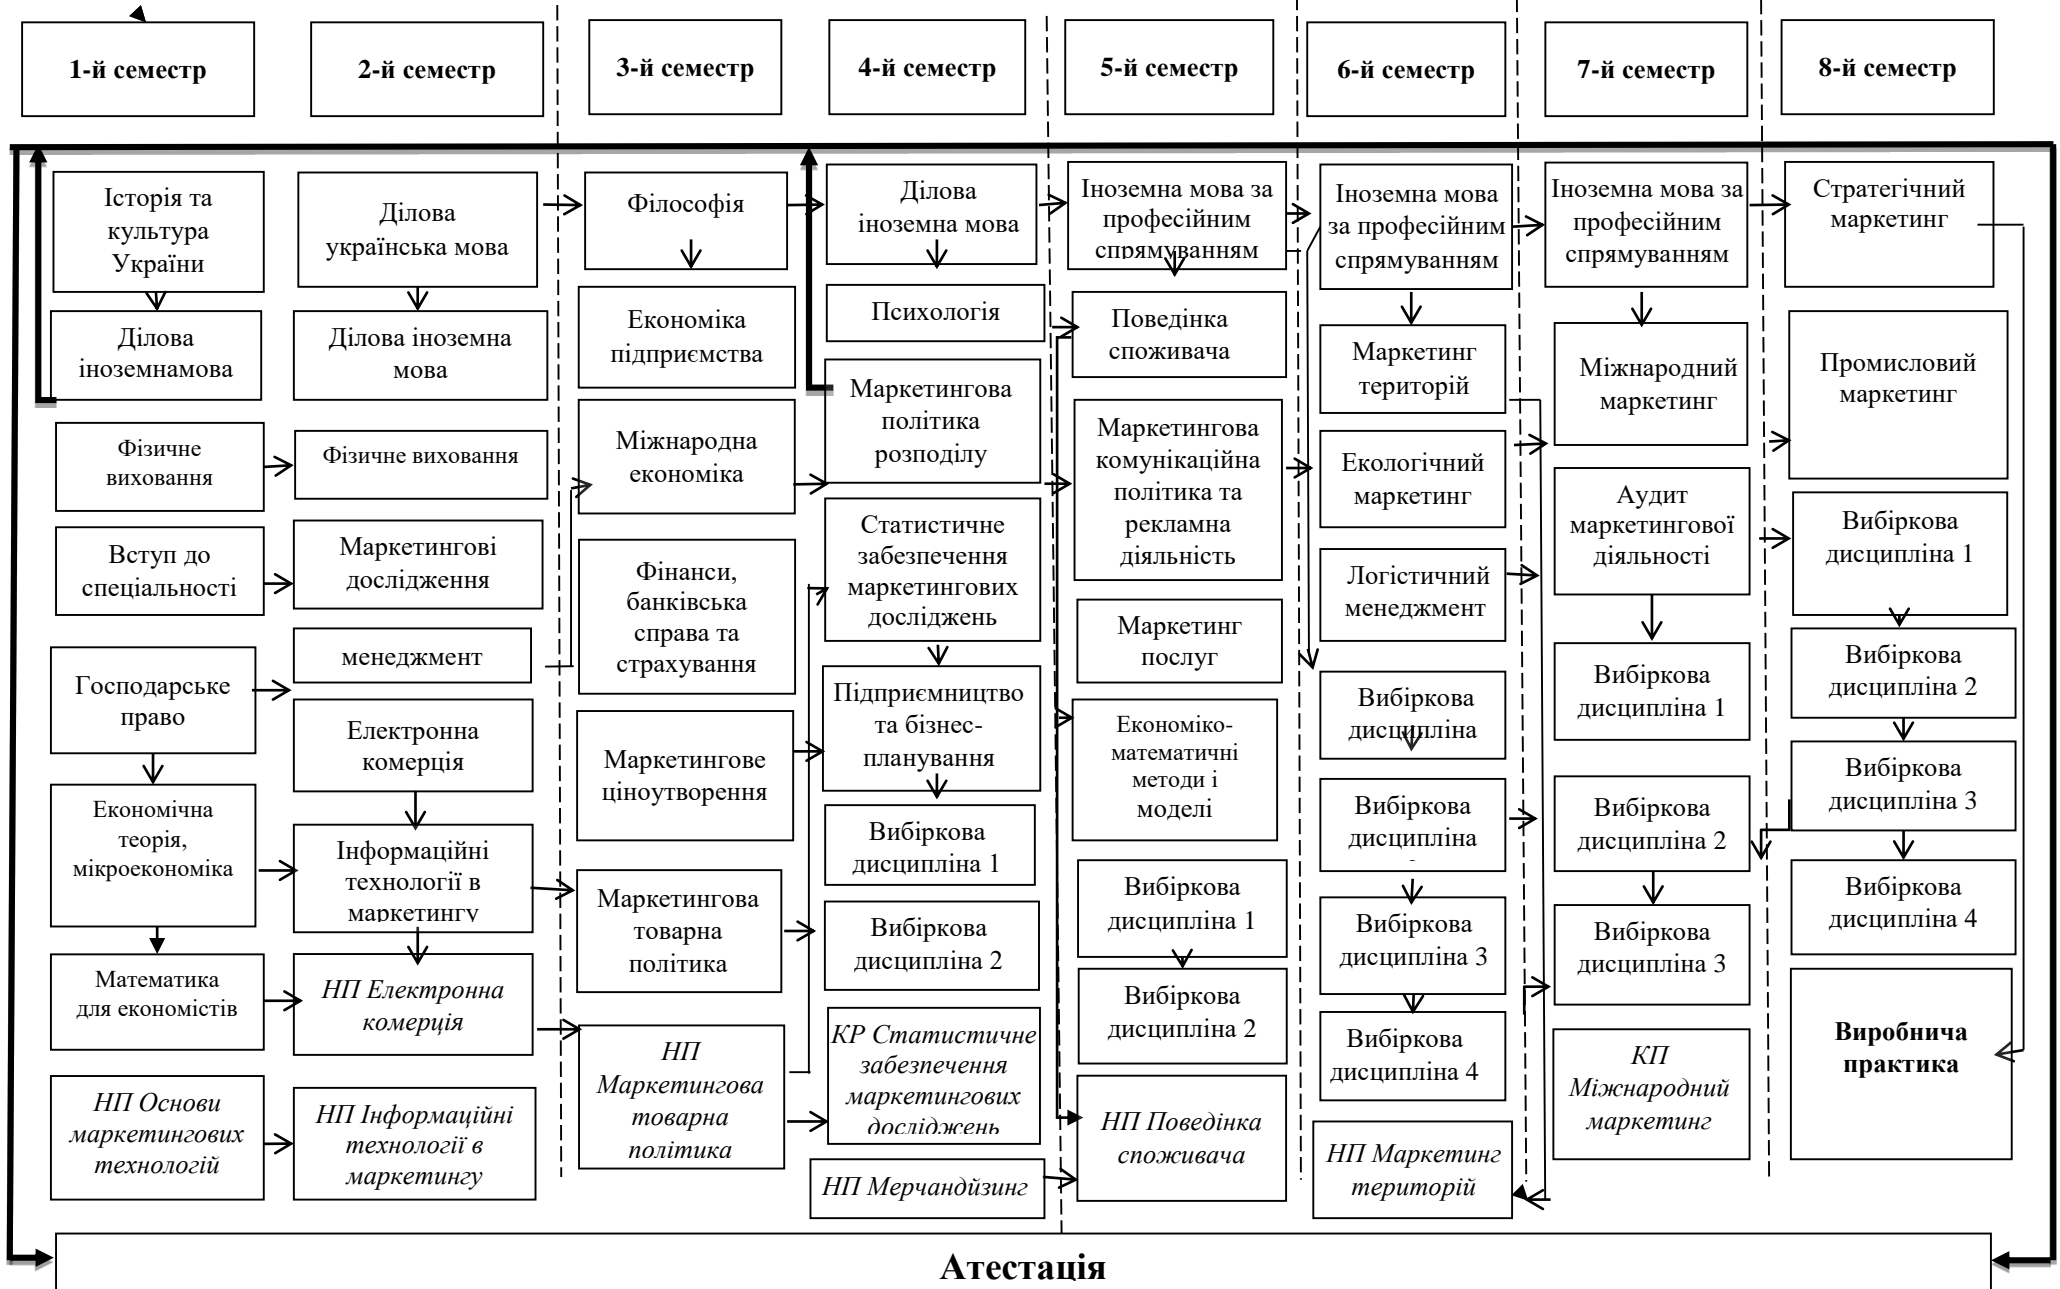 1-й семестр
2-й семестр
3-й семестр
4-й семестр
5-й семестр
6-й семестр
7-й семестр
8-й семестр
Історія та
культура
України
Ділова
іноземнамова
Фізичне
виховання
Вступ до
спеціальності
Господарське
право
Економічна
теорія,
мікроекономіка
Математика
для економістів
НП Основи
маркетингових
технологій
Ділова
українська мова
Ділова іноземна
мова
Фізичне виховання
Маркетингові
дослідження
менеджмент
Електронна
комерція
Інформаційні
технології в
маркетингу
НП Електронна
комерція
НП Інформаційні
технології в
маркетингу
Філософія
Економіка
підприємства
Міжнародна
економіка
Фінанси,
банківська
справа та
страхування
Маркетингове
ціноутворення
Маркетингова
товарна
політика
НП
Маркетингова
товарна
політика
Ділова
іноземна мова
Психологія
Маркетингова
політика
розподілу
Статистичне
забезпечення
маркетингових
досліджень
Підприємництво
та бізнес-
планування
Вибіркова
дисципліна 1
Вибіркова
дисципліна 2
КР Статистичне
забезпечення
маркетингових
досліджень
НП Мерчандйзинг
Іноземна мова за
професійним
спрямуванням
Поведінка
споживача
Маркетингова
комунікаційна
політика та
рекламна
діяльність
Маркетинг
послуг
Економіко-
математичні
методи і
моделі
Вибіркова
дисципліна 1
Вибіркова
дисципліна 2
НП Поведінка
споживача
Іноземна мова
за професійним
спрямуванням
Маркетинг
територій
Екологічний
маркетинг
Логістичний
менеджмент
Вибіркова
дисципліна
Вибіркова
дисципліна
Вибіркова
дисципліна 3
Вибіркова
дисципліна 4
НП Маркетинг
територій
Іноземна мова за
професійним
спрямуванням
Міжнародний
маркетинг
Аудит
маркетингової
діяльності
Вибіркова
дисципліна 1
Вибіркова
дисципліна 2
Вибіркова
дисципліна 3
КП
Міжнародний
маркетинг
Стратегічний
маркетинг
Промисловий
маркетинг
Вибіркова
дисципліна 1
Вибіркова
дисципліна 2
Вибіркова
дисципліна 3
Вибіркова
дисципліна 4
Виробнича
практика
Атестація